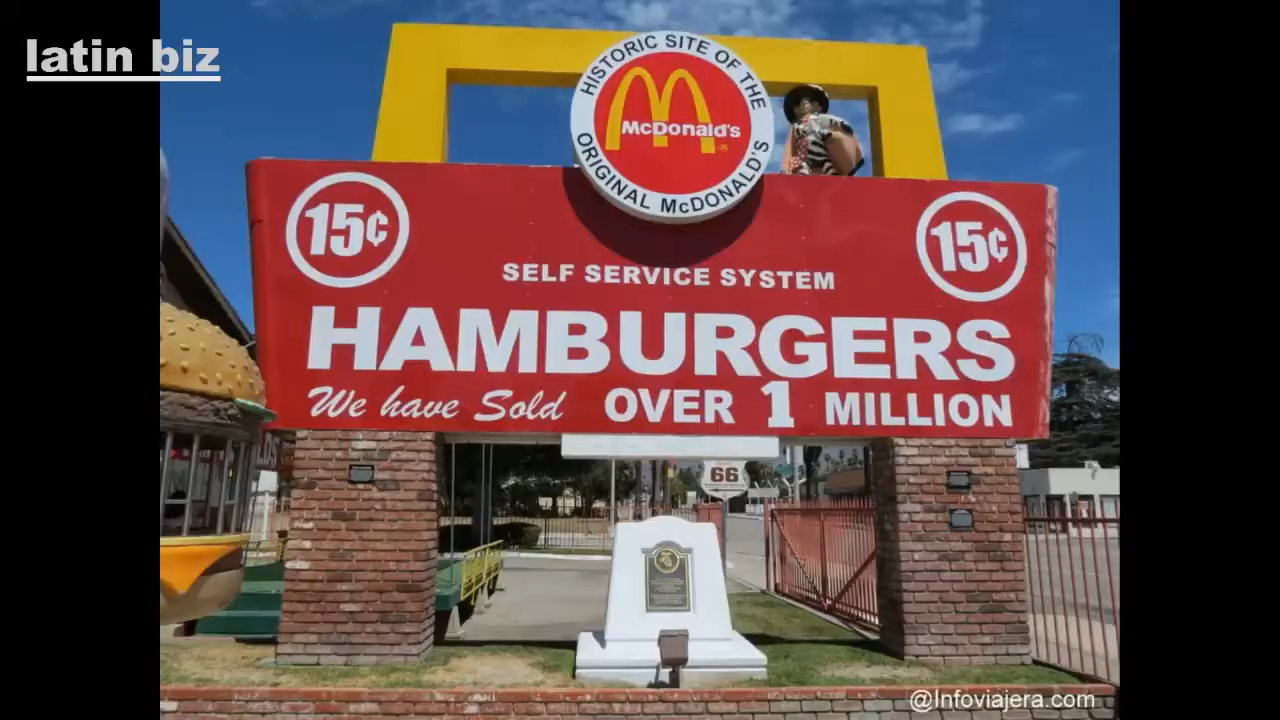 latin biz
HISTORIC SITE OF THE
ORIGINAL McDONALD'S
McDonald's
®
15¢
15¢
SELF SERVICE SYSTEM
HAMBURGERS
We have Sold OVER 1 MILLION
66
@Infoviajera.com